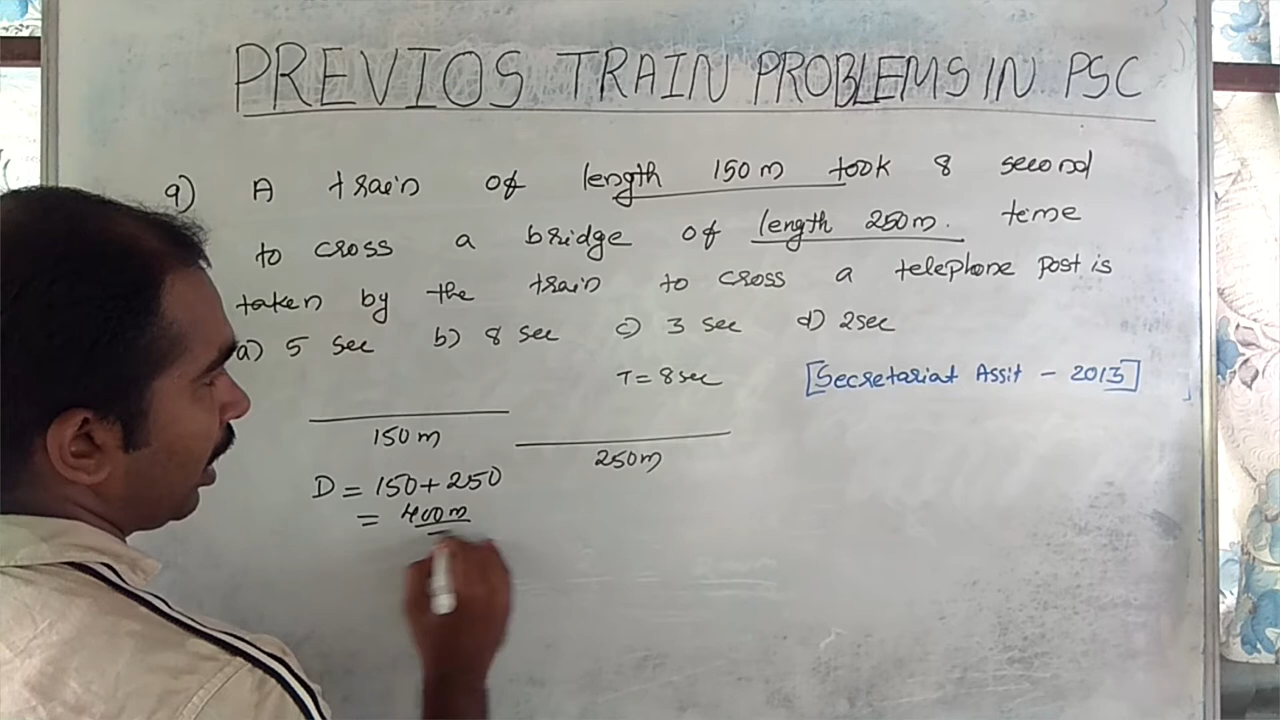 PREVIOS TRAIN PROBLEMS IN PSC
9) A train of length 150 m took 8 second
to cross a bridge of length 250m. teme
taken by the train to cross a telephone post is
a) 5 sec b) 8 sec c) 3 sec d) 2sec
T = 8 sec [Secretariat Assit - 2013]
150 m
250m
D = 150+250
= 400m